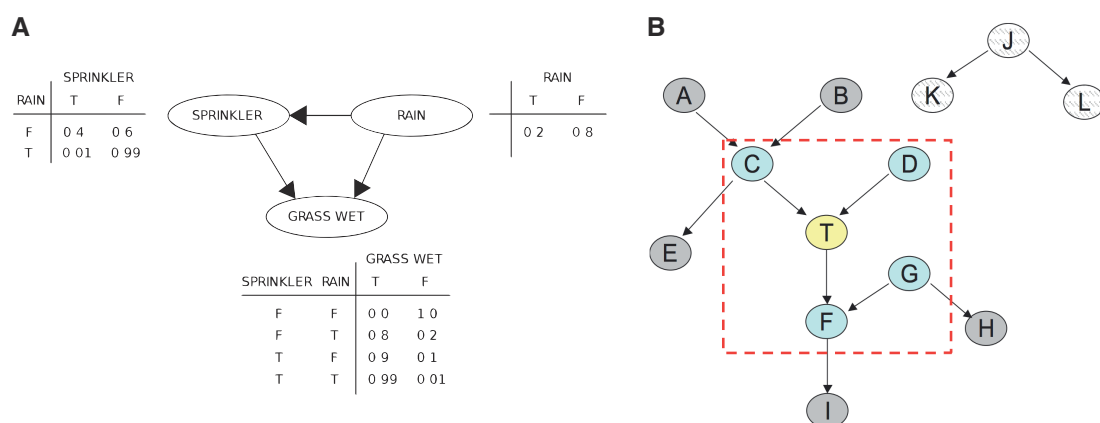 A
SPRINKLER
RAIN T F
F 0 4 0 6
T 0 01 0 99
SPRINKLER
RAIN
RAIN
T F
0 2 0 8
GRASS WET
GRASS WET
SPRINKLER RAIN T F
F F 0 0 1 0
F T 0 8 0 2
T F 0 9 0 1
T T 0 99 0 01
B
J
K
L
A
B
C
D
T
E
G
F
H
I